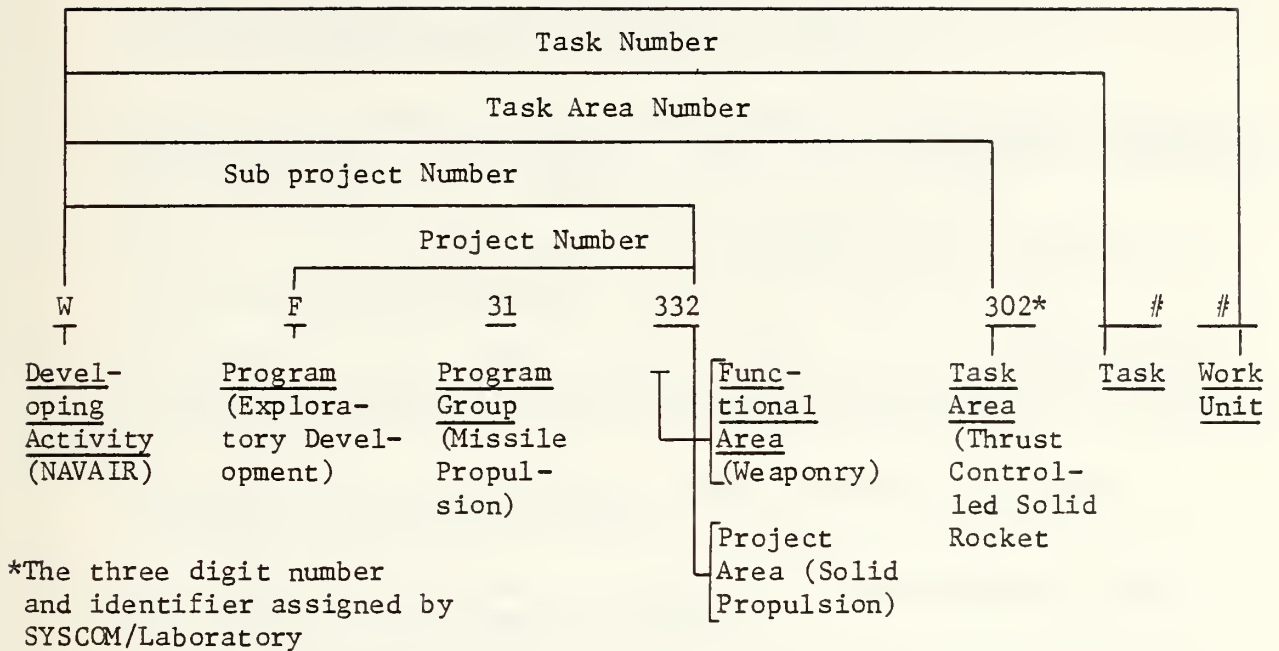 Task Number
Task Area Number
Sub project Number
Project Number
W F 31 332 302* # #
Devel-
oping
Activity
(NAVAIR)
Program
(Explora-
tory Devel-
opment)
Program
Group
(Missile
Propul-
sion)
Func-
tional
Area
(Weaponry)
Project
Area (Solid
Propulsion)
Task
Area
(Thrust
Control-
led Solid
Rocket
Task
Work
Unit
*The three digit number
and identifier assigned by
SYSCOM/Laboratory